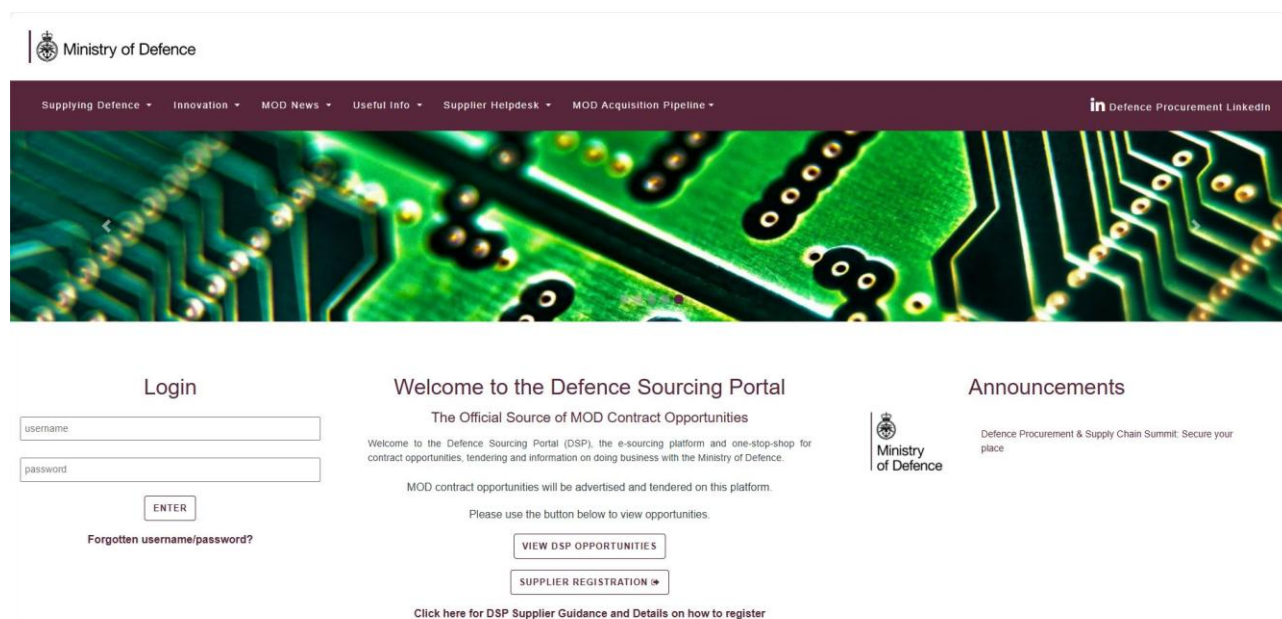 Ministry of Defence
Supplying Defence Innovation MOD News Useful Info Supplier Helpdesk MOD Acquisition Pipeline in Defence Procurement LinkedIn
Login
username
password
ENTER
Forgotten username/password?
Welcome to the Defence Sourcing Portal
The Official Source of MOD Contract Opportunities
Welcome to the Defence Sourcing Portal (DSP), the e-sourcing platform and one-stop-shop for
contract opportunities, tendering and information on doing business with the Ministry of Defence.
MOD contract opportunities will be advertised and tendered on this platform.
Please use the button below to view opportunities.
VIEW DSP OPPORTUNITIES
SUPPLIER REGISTRATION
Click here for DSP Supplier Guidance and Details on how to register
Announcements
Ministry
of Defence
Defence Procurement & Supply Chain Summit: Secure your
place